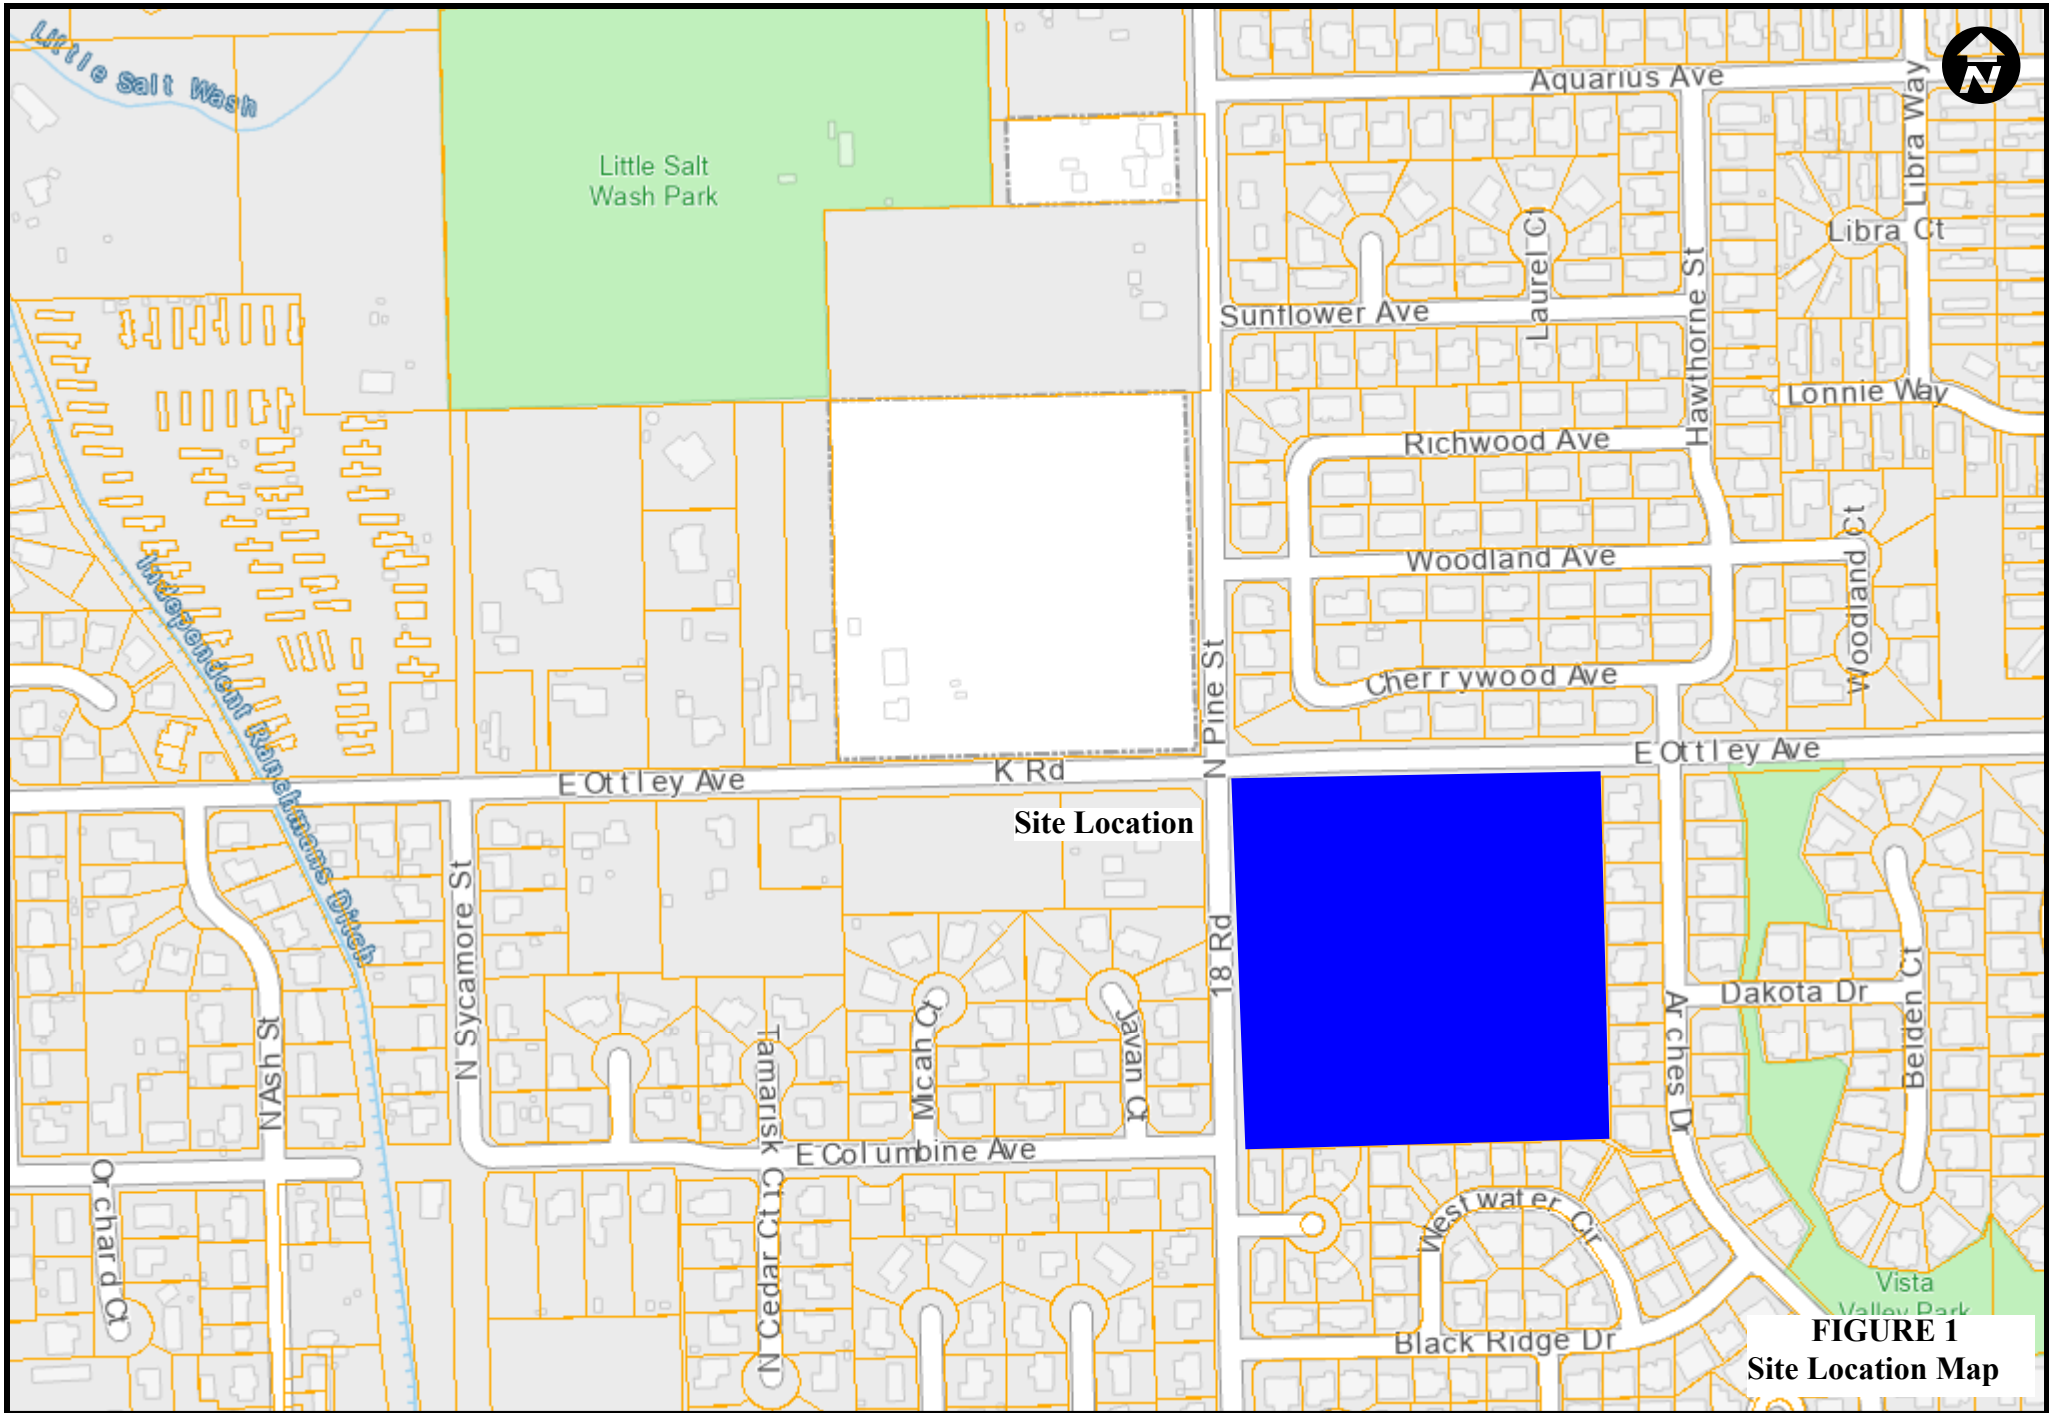 Little Salt Wash
Aquarius Ave
N
Libra Way
Little Salt
Wash Park
Libra Ct
Laurel Ct
Hawthorne St
Sunflower Ave
Lonnie Way
Richwood Ave
Woodland Ave
Woodland Ct
Independent Ranchmans Ditch
Cherrywood Ave
N Pine St
E Ottley Ave
K Rd
E Ottley Ave
Site Location
18 Rd
N Sycamore St
Dakota Dr
Belden Ct
Arches Dr
N Ash St
Tamarisk Ct
Micah Ct
Javan Ct
E Columbine Ave
Orchard Ct
N Cedar Ct
Westwater Cir
Vista
Valley Park
Black Ridge Dr
FIGURE 1
Site Location Map